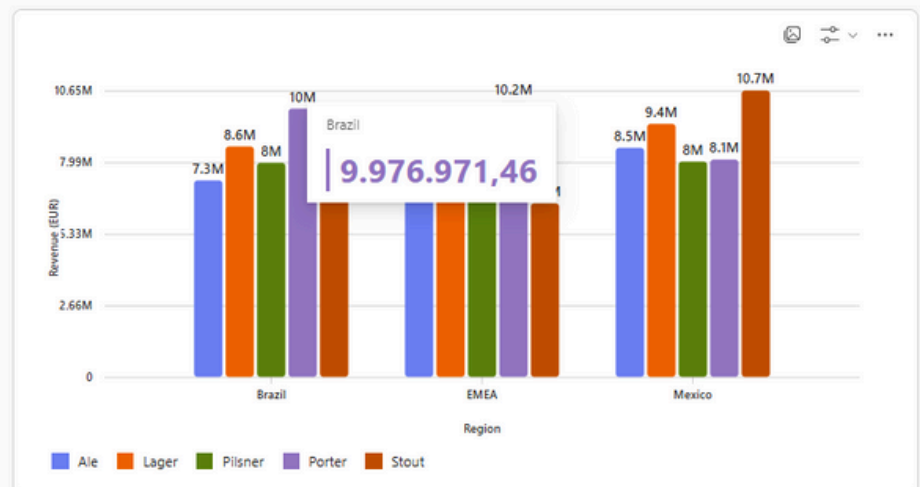 10.65M
7.99M
5.33M
2.66M
0
Revenue (EUR)
7.3M
8.6M
8M
10M
10.2M
8.5M
9.4M
8M
8.1M
10.7M
Brazil
9.976.971,46
Brazil
EMEA
Mexico
Region
Ale
Lager
Pilsner
Porter
Stout